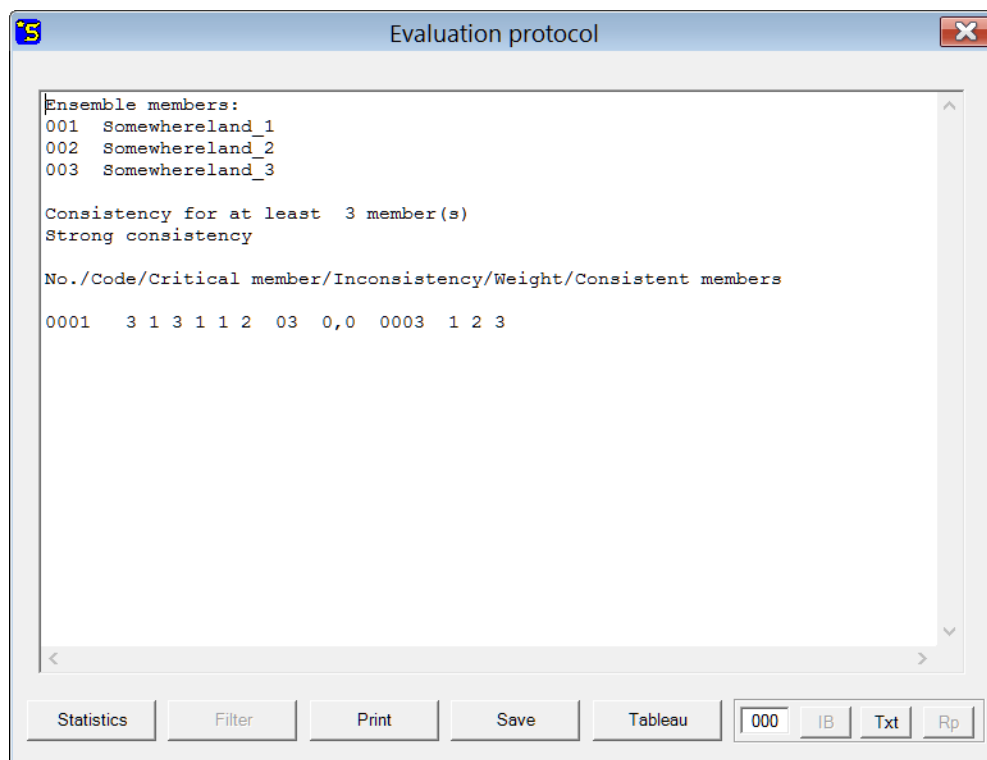 Evaluation protocol
Ensemble members:
001  Somewhereland_1
002  Somewhereland_2
003  Somewhereland_3
Consistency for at least  3 member(s)
Strong consistency
No./Code/Critical member/Inconsistency/Weight/Consistent members
0001   3 1 3 1 1 2  03  0,0  0003  1 2 3
Statistics Filter Print Save Tableau 000 IB Txt Rp